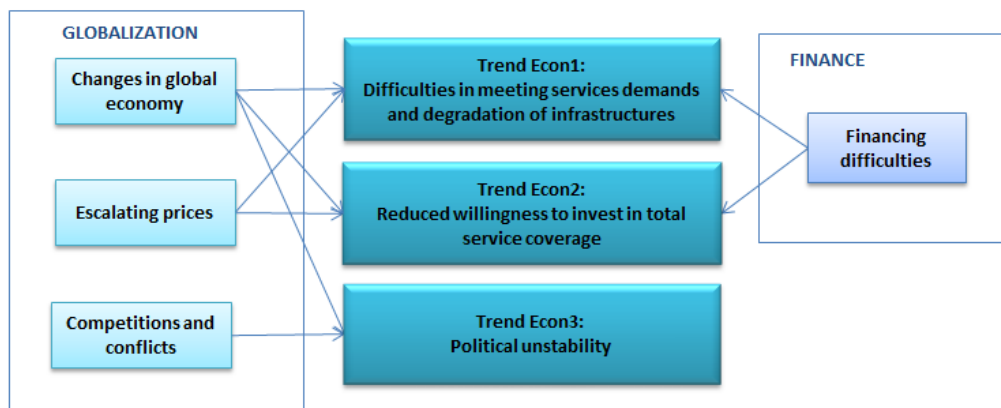 GLOBALIZATION
Changes in global
economy
Escalating prices
Competitions and
conflicts
Trend Econ1:
Difficulties in meeting services demands
and degradation of infrastructures
Trend Econ2:
Reduced willingness to invest in total
service coverage
Trend Econ3:
Political unstability
FINANCE
Financing
difficulties